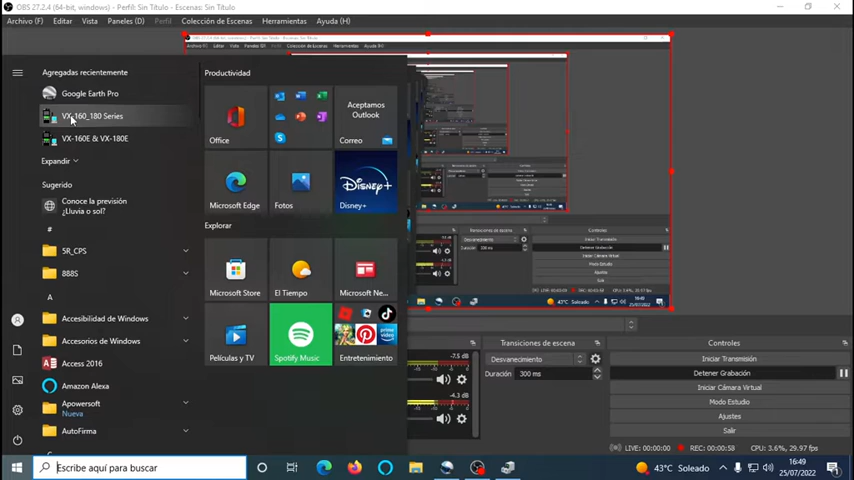 OBS 27.2.4 (64-bit, windows) - Perfil: Sin Título - Escenas: Sin Título
Archivo (F)
Editar
Vistas
Paneles (D)
Perfil
Colección de Escenas
Herramientas
Ayuda (H)
Agregadas recientemente
Google Earth Pro
VX-160_180 Series
VX-160E & VX-180E
Expandir
Sugerido
Conoce la previsión
¿Lluvia o sol?
#
5R_CPS
888S
A
Accesibilidad de Windows
Accesorios de Windows
Access 2016
Amazon Alexa
Apowersoft
Nueva
AutoFirma
Productividad
Office
Aceptamos
Outlook
Correo
Microsoft Edge
Fotos
Disney+
Disney+
Explorar
Microsoft Store
El Tiempo
Microsoft Ne...
Películas y TV
Spotify Music
Entretenimiento
-7.5 dB
-4.3 dB
Transiciones de escena
Desvanecimiento
Duración
300 ms
Controles
Iniciar Transmisión
Detener Grabación
Iniciar Cámara Virtual
Modo Estudio
Ajustes
Salir
LIVE: 00:00:00
REC: 00:00:58
CPU: 3.6%, 29.97 fps
Escribe aquí para buscar
43°C Soleado
16:49
25/07/2022